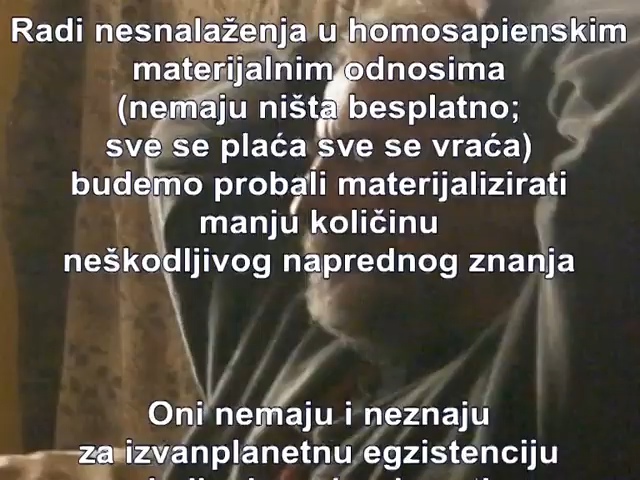 Radi nesnalaženja u homosapienskim
materijalnim odnosima
(nemaju ništa besplatno;
sve se plaća sve se vraća)
budemo probali materijalizirati
manju količinu
neškodljivog naprednog znanja
Oni nemaju i neznaju
za izvanplanetnu egzistenciju